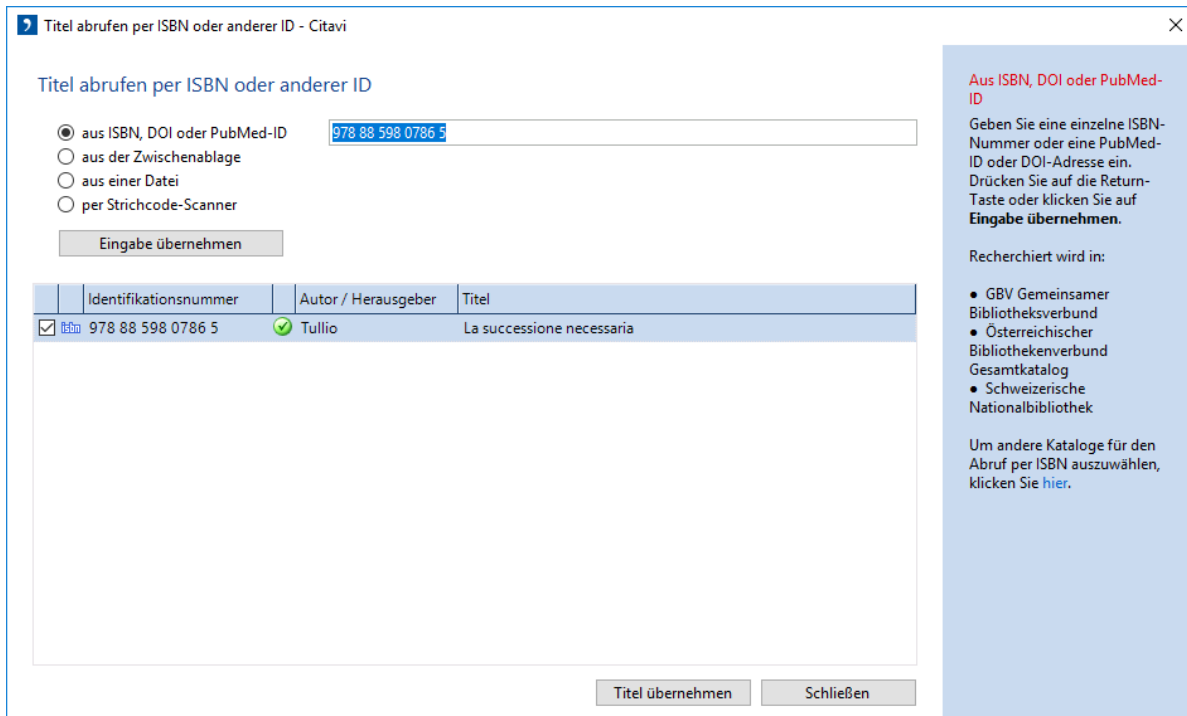 Titel abrufen per ISBN oder anderer ID - Citavi
Titel abrufen per ISBN oder anderer ID
aus ISBN, DOI oder PubMed-ID
978 88 598 0786 5
aus der Zwischenablage
aus einer Datei
per Strichcode-Scanner
Eingabe übernehmen
Identifikationsnummer Autor / Herausgeber Titel
978 88 598 0786 5 Tullio La successione necessaria
Titel übernehmen Schließen
Aus ISBN, DOI oder PubMed-
ID
Geben Sie eine einzelne ISBN-
Nummer oder eine PubMed-
ID oder DOI-Adresse ein.
Drücken Sie auf die Return-
Taste oder klicken Sie auf
Eingabe übernehmen.
Recherchiert wird in:
● GBV Gemeinsamer
Bibliotheksverbund
● Österreichischer
Bibliothekenverbund
Gesamtkatalog
● Schweizerische
Nationalbibliothek
Um andere Kataloge für den
Abruf per ISBN auszuwählen,
klicken Sie hier.